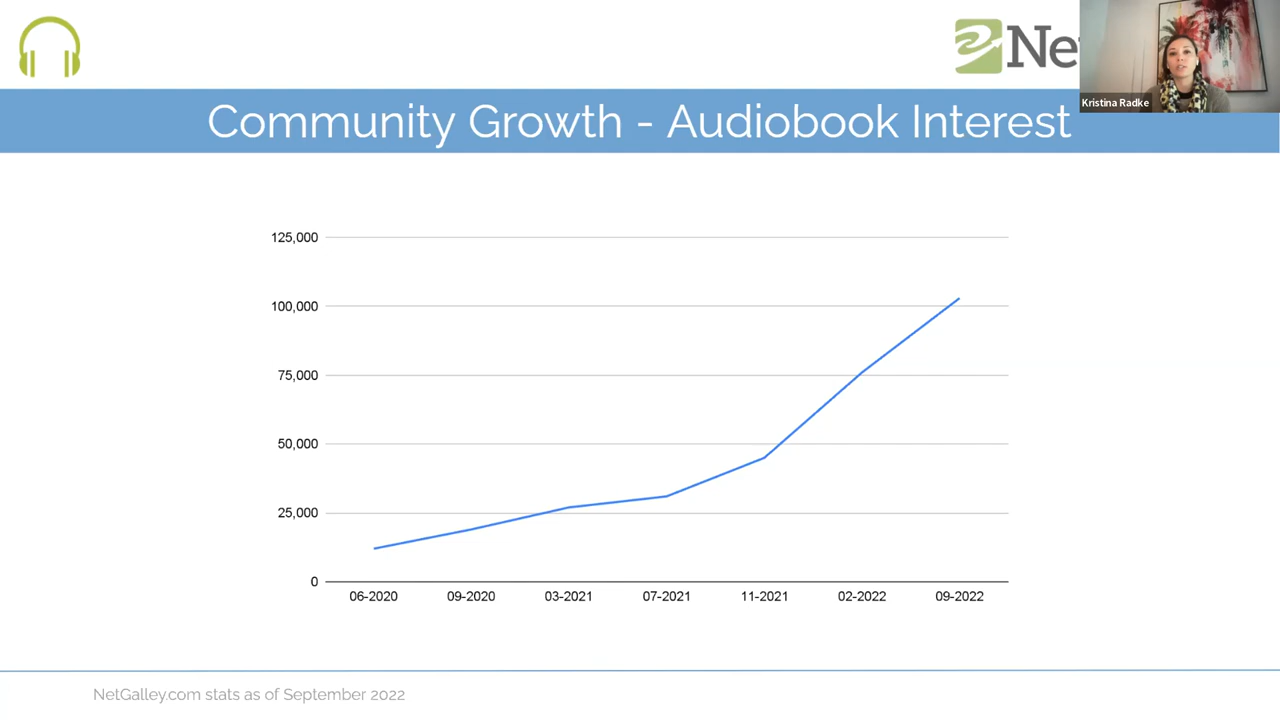 Ne
Kristina Radke
Community Growth - Audiobook Interest
125,000
100,000
75,000
50,000
25,000
0
06-2020 09-2020 03-2021 07-2021 11-2021 02-2022 09-2022
NetGalley.com stats as of September 2022